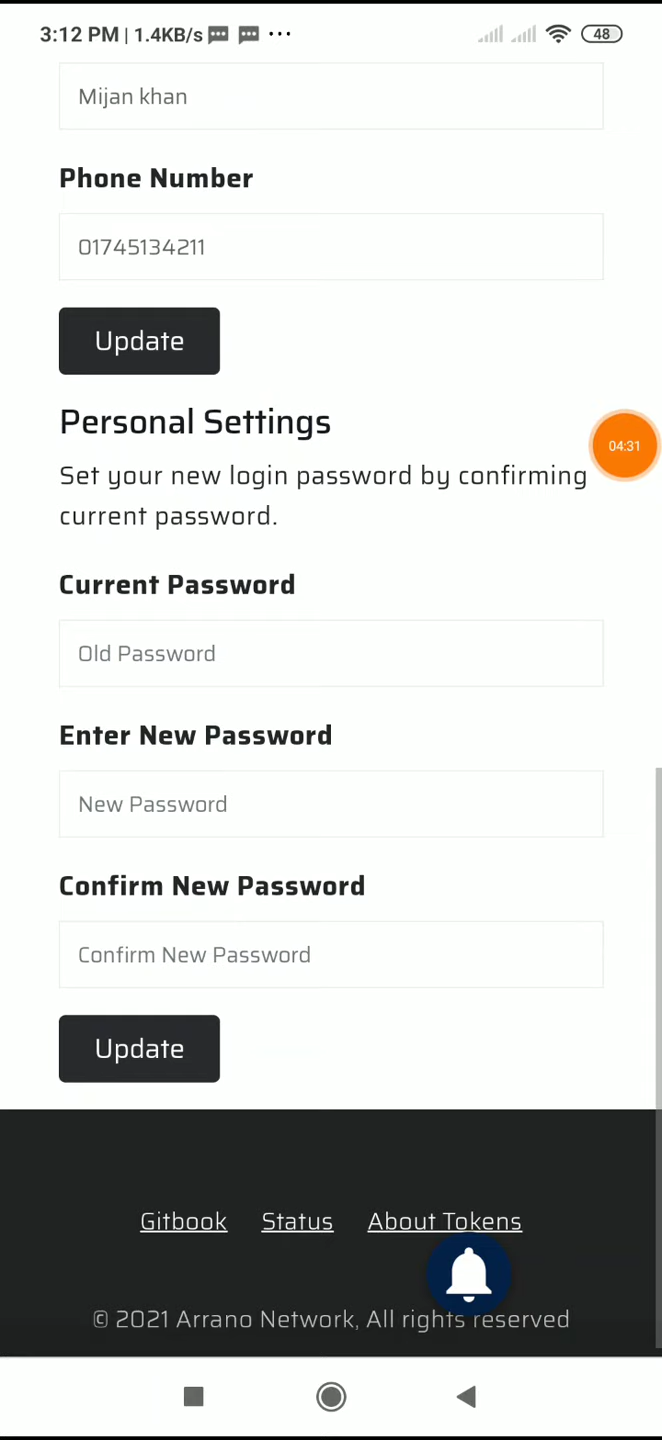 3:12 PM | 1.4KB/s ... 48
Mijan khan
Phone Number
01745134211
Update
Personal Settings
04:31
Set your new login password by confirming
current password.
Current Password
Old Password
Enter New Password
New Password
Confirm New Password
Confirm New Password
Update
Gitbook Status About Tokens
© 2021 Arrano Network, All rights reserved